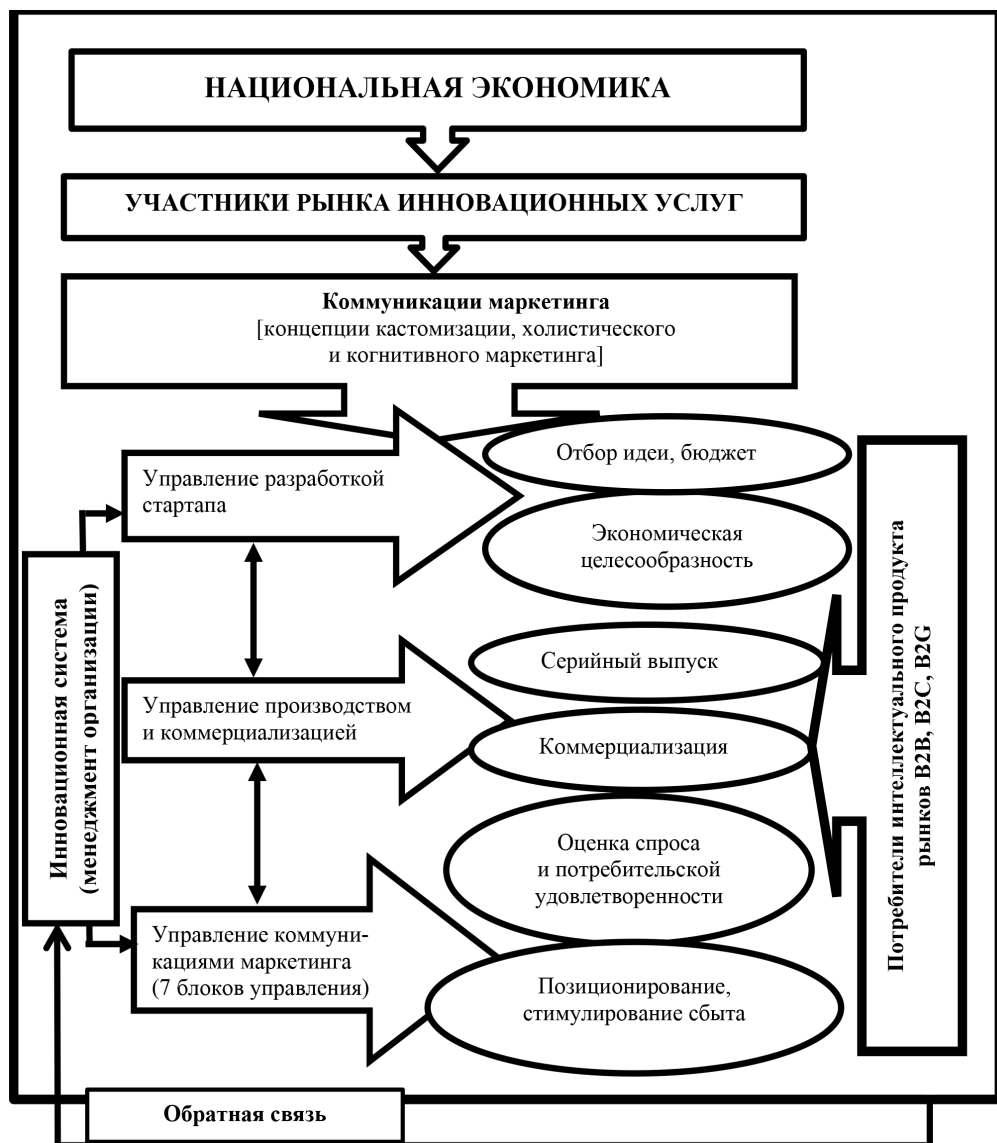 НАЦИОНАЛЬНАЯ ЭКОНОМИКА
УЧАСТНИКИ РЫНКА ИННОВАЦИОННЫХ УСЛУГ
Коммуникации маркетинга
[концепции кастомизации, холистического
и когнитивного маркетинга]
Управление разработкой
стартапа
Отбор идеи, бюджет
Экономическая
целесообразность
Инновационная система
(менеджмент организации)
Управление производством
и коммерциализацией
Серийный выпуск
Коммерциализация
Управление коммуни-
кациями маркетинга
(7 блоков управления)
Оценка спроса
и потребительской
удовлетворенности
Позиционирование,
стимулирование сбыта
Потребители интеллектуального продукта
рынков B2B, B2C, B2G
Обратная связь